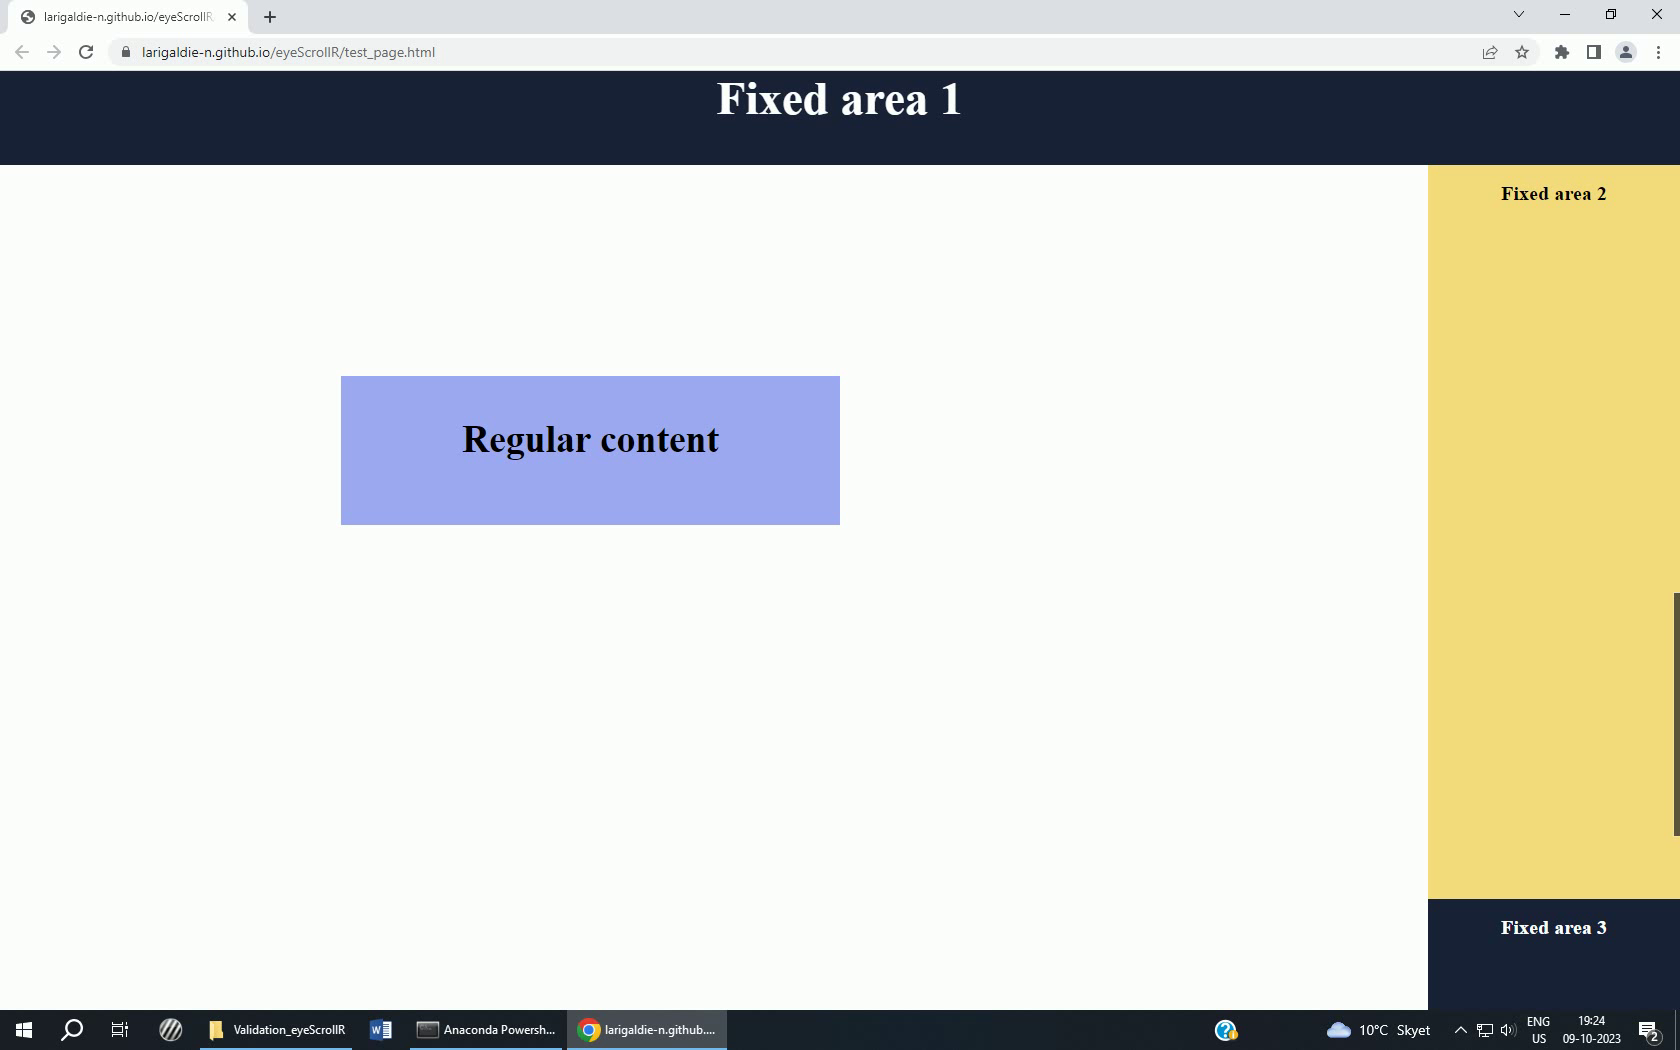 larigaldie-n.github.io/eyeScrollR
larigaldie-n.github.io/eyeScrollR/test_page.html
Fixed area 1
Fixed area 2
Regular content
Fixed area 3
Validation_eyeScrollR
Anaconda Powersh...
larigaldie-n.github....
10°C Skyet
ENG
US
19:24
09-10-2023
2